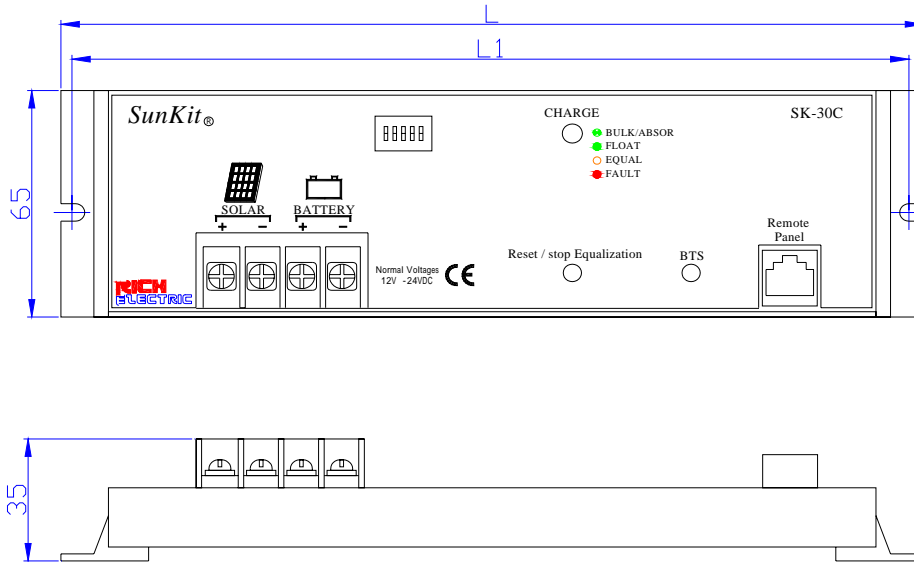 L
L1
SunKit®
CHARGE
SK-30C
BULK/ABSOR
FLOAT
EQUAL
FAULT
65
SOLAR
BATTERY
+ − + −
Remote
Panel
Reset / stop Equalization
BTS
Normal Voltages
12V -24VDC
CE
RICH
ELECTRIC
35